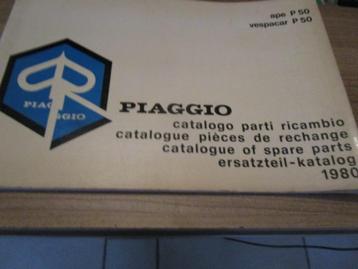 ape P 50
vespacar P 50
PIAGGIO
PIAGGIO
catalogo parti ricambio
catalogue pièces de rechange
catalogue of spare parts
ersatzteil-katalog
1980